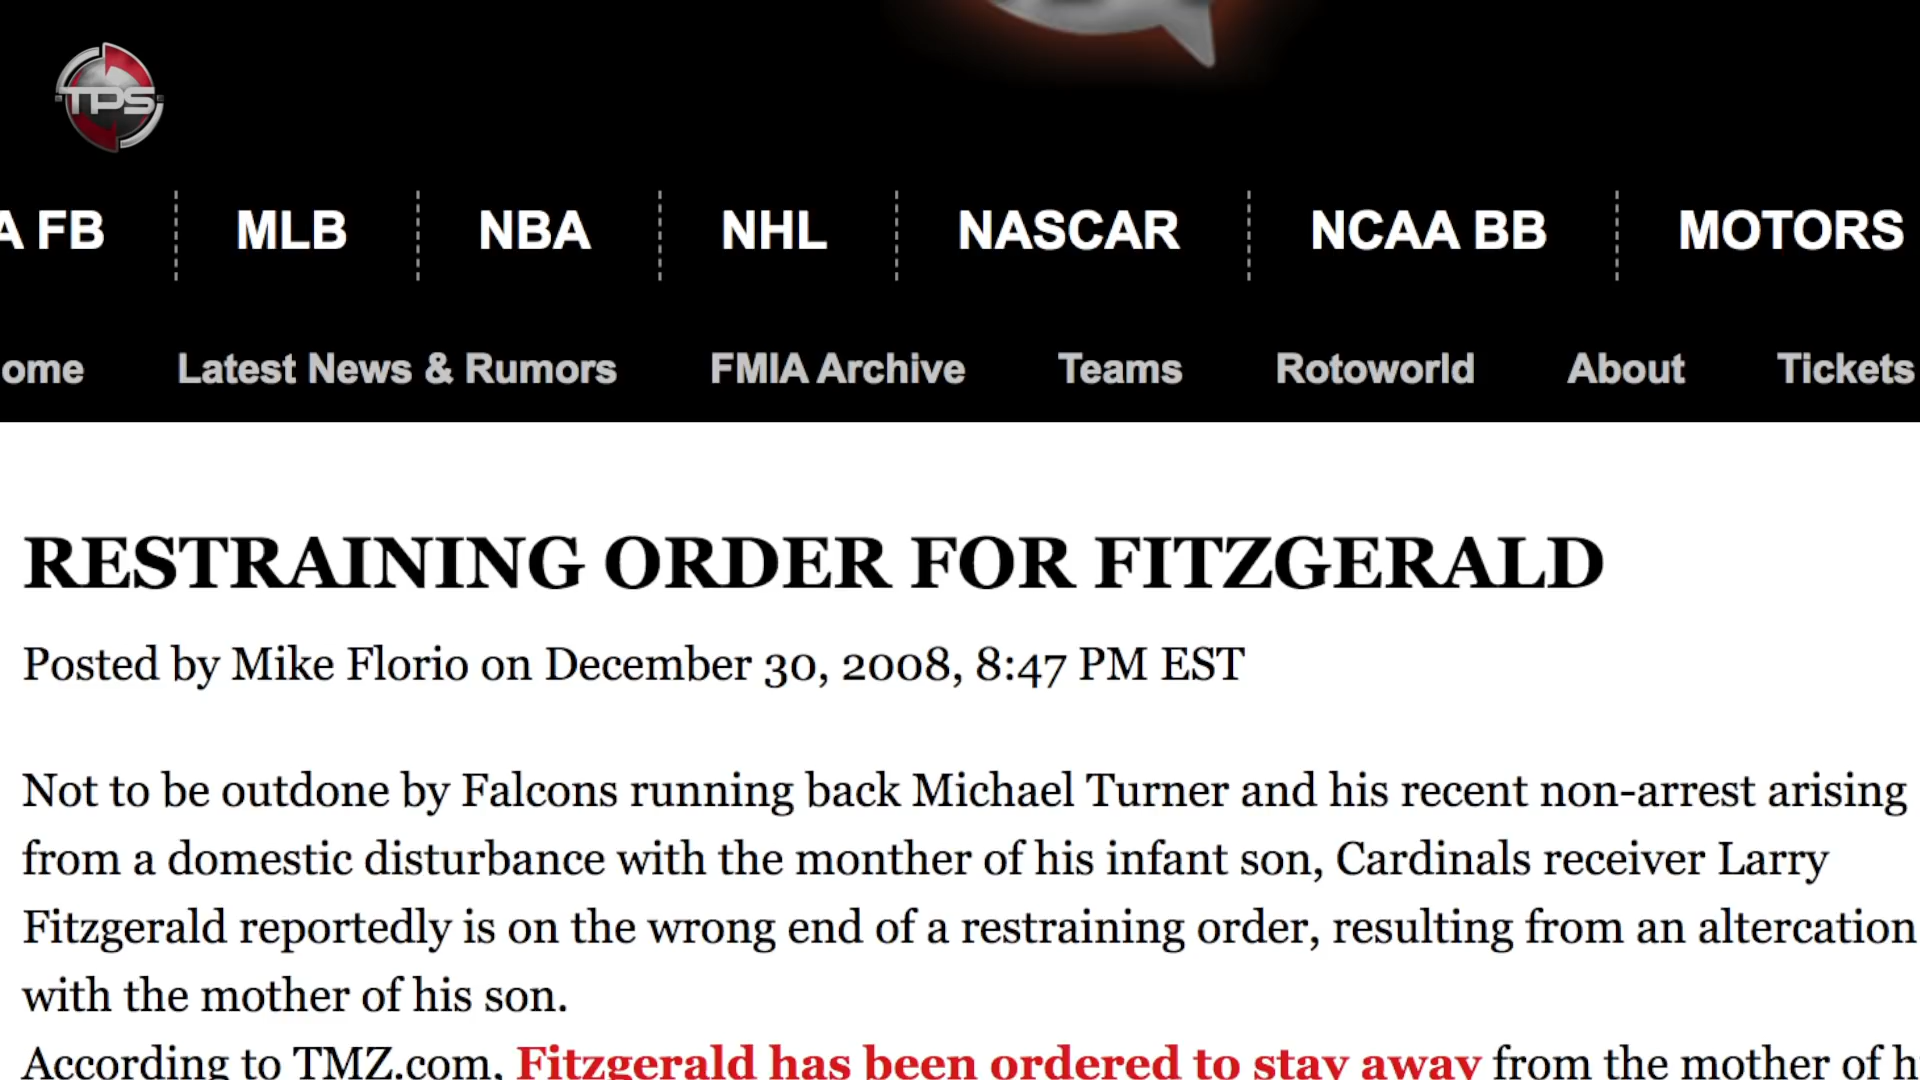 TPS
A FB MLB NBA NHL NASCAR NCAA BB MOTORS
ome Latest News & Rumors FMIA Archive Teams Rotoworld About Tickets
RESTRAINING ORDER FOR FITZGERALD
Posted by Mike Florio on December 30, 2008, 8:47 PM EST
Not to be outdone by Falcons running back Michael Turner and his recent non-arrest arising
from a domestic disturbance with the monther of his infant son, Cardinals receiver Larry
Fitzgerald reportedly is on the wrong end of a restraining order, resulting from an altercation
with the mother of his son.
According to TMZ.com, Fitzgerald has been ordered to stay away from the mother of h